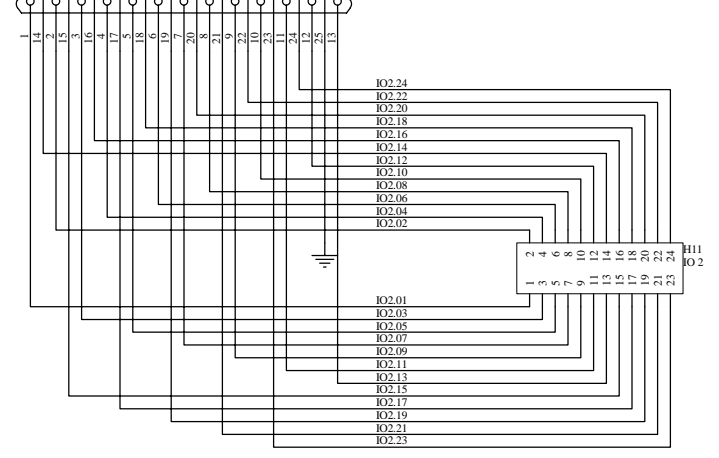 1 14 2 15 3 16 4 17 5 18 6 19 7 20 8 21 9 22 10 23 11 24 12 25 13
IO2.24
IO2.22
IO2.20
IO2.18
IO2.16
IO2.14
IO2.12
IO2.10
IO2.08
IO2.06
IO2.04
IO2.02
H11
IO 2
2 4 6 8 10 12 14 16 18 20 22 24
1 3 5 7 9 11 13 15 17 19 21 23
IO2.01
IO2.03
IO2.05
IO2.07
IO2.09
IO2.11
IO2.13
IO2.15
IO2.17
IO2.19
IO2.21
IO2.23